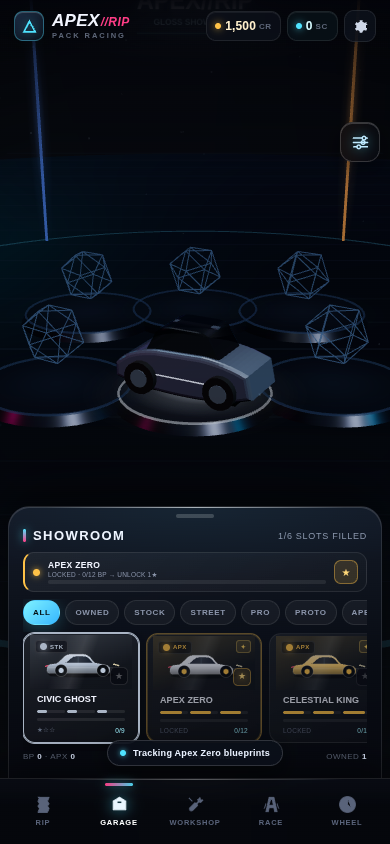 APEX//RIP
PACK RACING
1,500 CR
0 SC
SHOWROOM
1/6 SLOTS FILLED
APEX ZERO
LOCKED · 0/12 BP → UNLOCK 1★
ALL
OWNED
STOCK
STREET
PRO
PROTO
APE
STK
CIVIC GHOST
★☆☆
0/9
APX
APEX ZERO
LOCKED
0/12
APX
CELESTIAL KING
LOCKED
0/1
BP 0 · APX 0
Tracking Apex Zero blueprints
OWNED 1
RIP
GARAGE
WORKSHOP
RACE
WHEEL